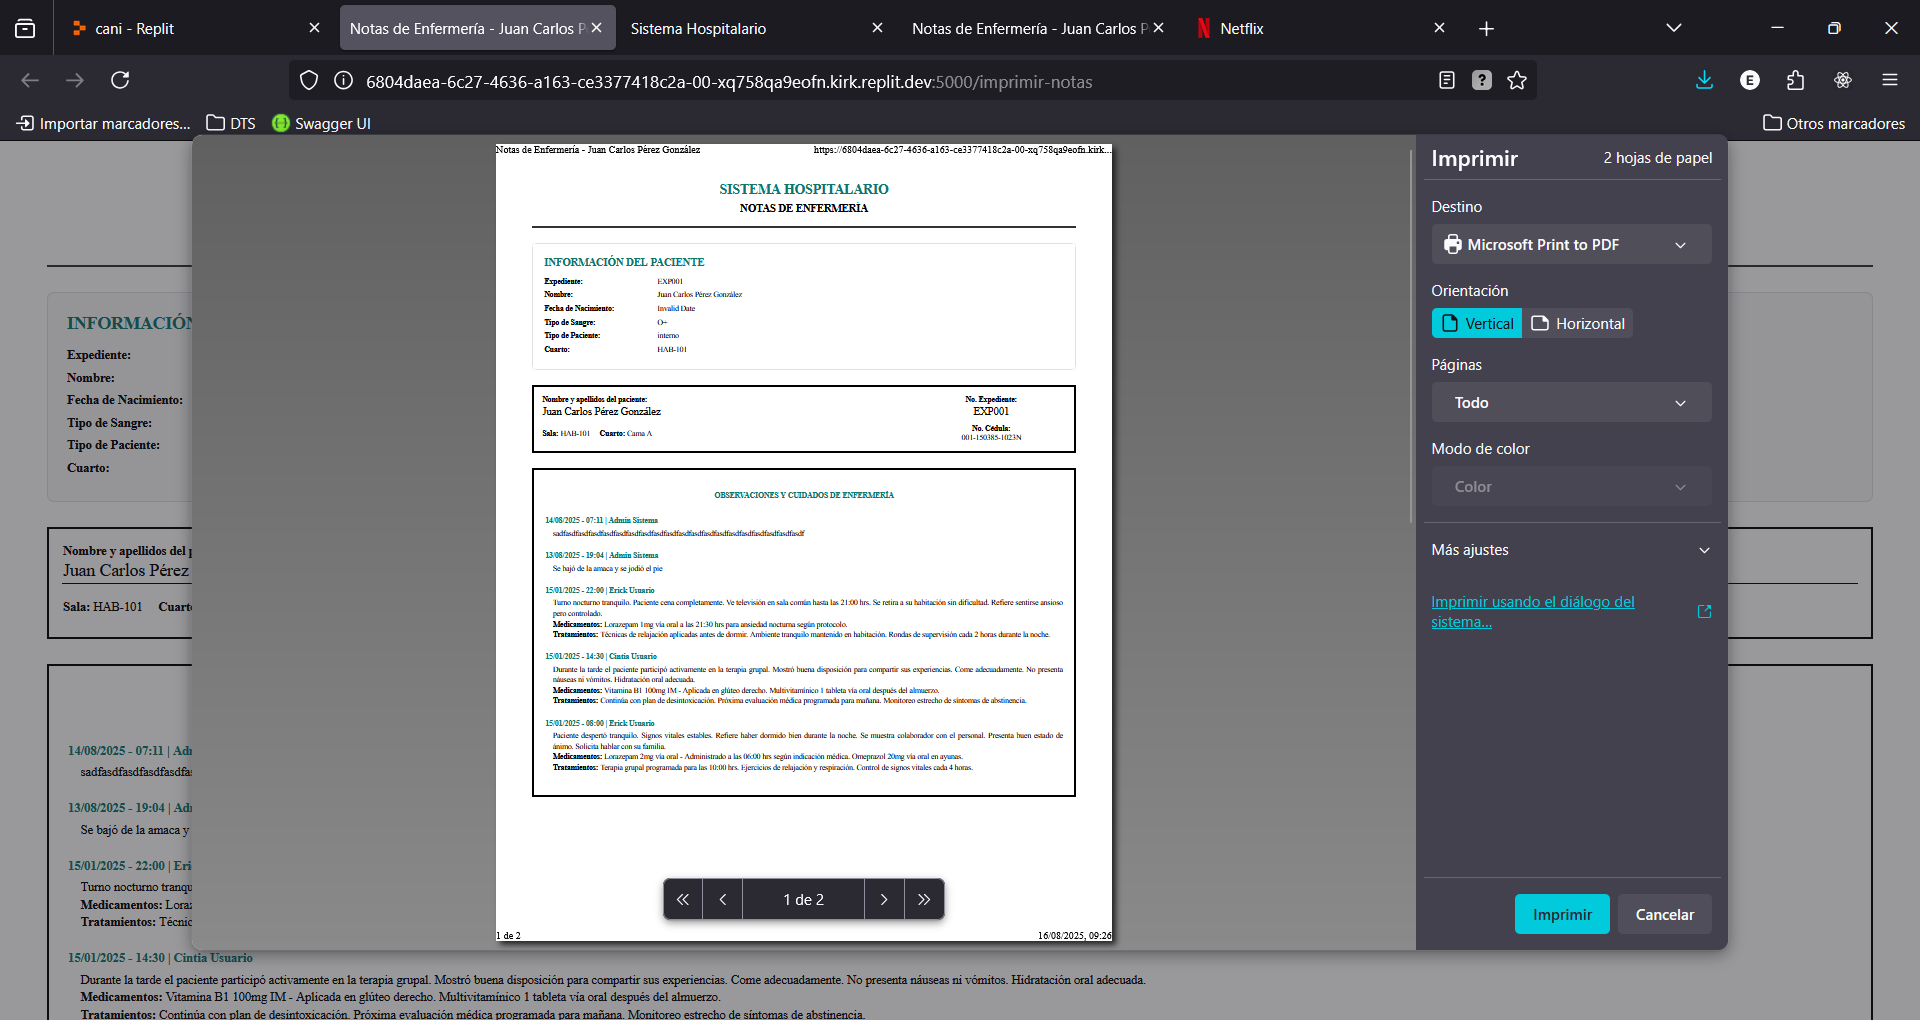 cani - Replit
Notas de Enfermería - Juan Carlos P
Sistema Hospitalario
Notas de Enfermería - Juan Carlos P
Netflix
6804daea-6c27-4636-a163-ce3377418c2a-00-xq758qa9eofn.kirk.replit.dev:5000/imprimir-notas
Importar marcadores...
DTS
Swagger UI
Otros marcadores
Notas de Enfermería - Juan Carlos Pérez González
https://6804daea-6c27-4636-a163-ce3377418c2a-00-xq758qa9eofn.kirk...
SISTEMA HOSPITALARIO
NOTAS DE ENFERMERÍA
INFORMACIÓN DEL PACIENTE
Expediente: EXP001
Nombre: Juan Carlos Pérez González
Fecha de Nacimiento: Invalid Date
Tipo de Sangre: O+
Tipo de Paciente: interno
Cuarto: HAB-101
Nombre y apellidos del paciente:
Juan Carlos Pérez González
Sala: HAB-101 Cuarto: Cama A
No. Expediente:
EXP001
No. Cédula:
001-150385-1023N
OBSERVACIONES Y CUIDADOS DE ENFERMERÍA
14/08/2025 - 07:11 | Admin Sistema
13/08/2025 - 19:04 | Admin Sistema
Se bajó de la amaca y se jodió el pie
15/01/2025 - 22:00 | Erick Usuario
Turno nocturno tranquilo. Paciente cena completamente. Ve televisión en sala común hasta las 21:00 hrs. Se retira a su habitación sin dificultad. Refiere sentirse ansioso
pero controlado.
Medicamentos: Lorazepam 1mg vía oral a las 21:30 hrs para ansiedad nocturna según protocolo.
Tratamientos: Técnicas de relajación aplicadas antes de dormir. Ambiente tranquilo mantenido en habitación. Rondas de supervisión cada 2 horas durante la noche.
15/01/2025 - 14:30 | Cintia Usuario
Durante la tarde el paciente participó activamente en la terapia grupal. Mostró buena disposición para compartir sus experiencias. Come adecuadamente. No presenta
náuseas ni vómitos. Hidratación oral adecuada.
Medicamentos: Vitamina B1 100mg IM - Aplicada en glúteo derecho. Multivitamínico 1 tableta vía oral después del almuerzo.
Tratamientos: Continúa con plan de desintoxicación. Próxima evaluación médica programada para mañana. Monitoreo estrecho de síntomas de abstinencia.
15/01/2025 - 08:00 | Erick Usuario
Paciente despertó tranquilo. Signos vitales estables. Refiere haber dormido bien durante la noche. Se muestra colaborador con el personal. Presenta buen estado de
ánimo. Solicita hablar con su familia.
Medicamentos: Lorazepam 2mg vía oral - Administrado a las 06:00 hrs según indicación médica. Omeprazol 20mg vía oral en ayunas.
Tratamientos: Terapia grupal programada para las 10:00 hrs. Ejercicios de relajación y respiración. Control de signos vitales cada 4 horas.
1 de 2
1 de 2
16/08/2025, 09:26
Imprimir
2 hojas de papel
Destino
Microsoft Print to PDF
Orientación
Vertical
Horizontal
Páginas
Todo
Modo de color
Color
Más ajustes
Imprimir usando el diálogo del
sistema...
Imprimir
Cancelar
INFORMACIÓN
Expediente:
Nombre:
Fecha de Nacimiento:
Tipo de Sangre:
Tipo de Paciente:
Cuarto:
Nombre y apellidos del p
Juan Carlos Pérez
Sala: HAB-101 Cuart
14/08/2025 - 07:11 | Adr
sadfasdfasdfasdfasdfas
13/08/2025 - 19:04 | Adr
Se bajó de la amaca y
15/01/2025 - 22:00 | Eri
Turno nocturno tranqu
Medicamentos: Loraz
Tratamientos: Técnic
15/01/2025 - 14:30 | Cintia Usuario
Durante la tarde el paciente participó activamente en la terapia grupal. Mostró buena disposición para compartir sus experiencias. Come adecuadamente. No presenta náuseas ni vómitos. Hidratación oral adecuada.
Medicamentos: Vitamina B1 100mg IM - Aplicada en glúteo derecho. Multivitamínico 1 tableta vía oral después del almuerzo.
Tratamientos: Continúa con plan de desintoxicación. Próxima evaluación médica programada para mañana. Monitoreo estrecho de síntomas de abstinencia.